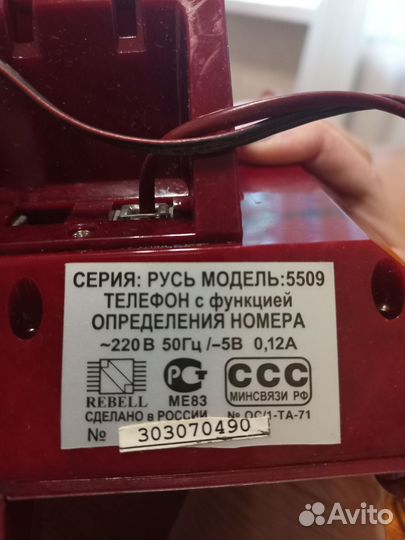 СЕРИЯ: РУСЬ МОДЕЛЬ:5509
ТЕЛЕФОН с функцией
ОПРЕДЕЛЕНИЯ НОМЕРА
~220 В 50Гц /–5В 0,12А
REBELL
РСТ
МЕ83
ССС
МИНСВЯЗИ РФ
СДЕЛАНО в РОССИИ
№ ОС/1-ТА-71
№ 303070490
Avito